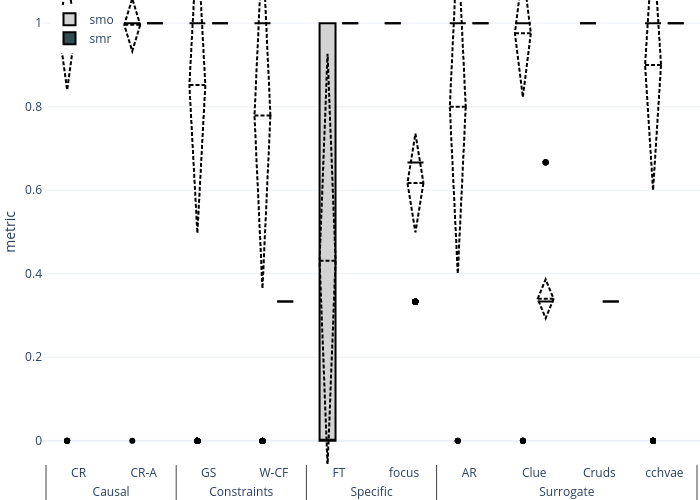 smo
smr
metric
1
0.8
0.6
0.4
0.2
0
CR CR-A GS W-CF FT focus AR Clue Cruds cchvae
Causal Constraints Specific Surrogate